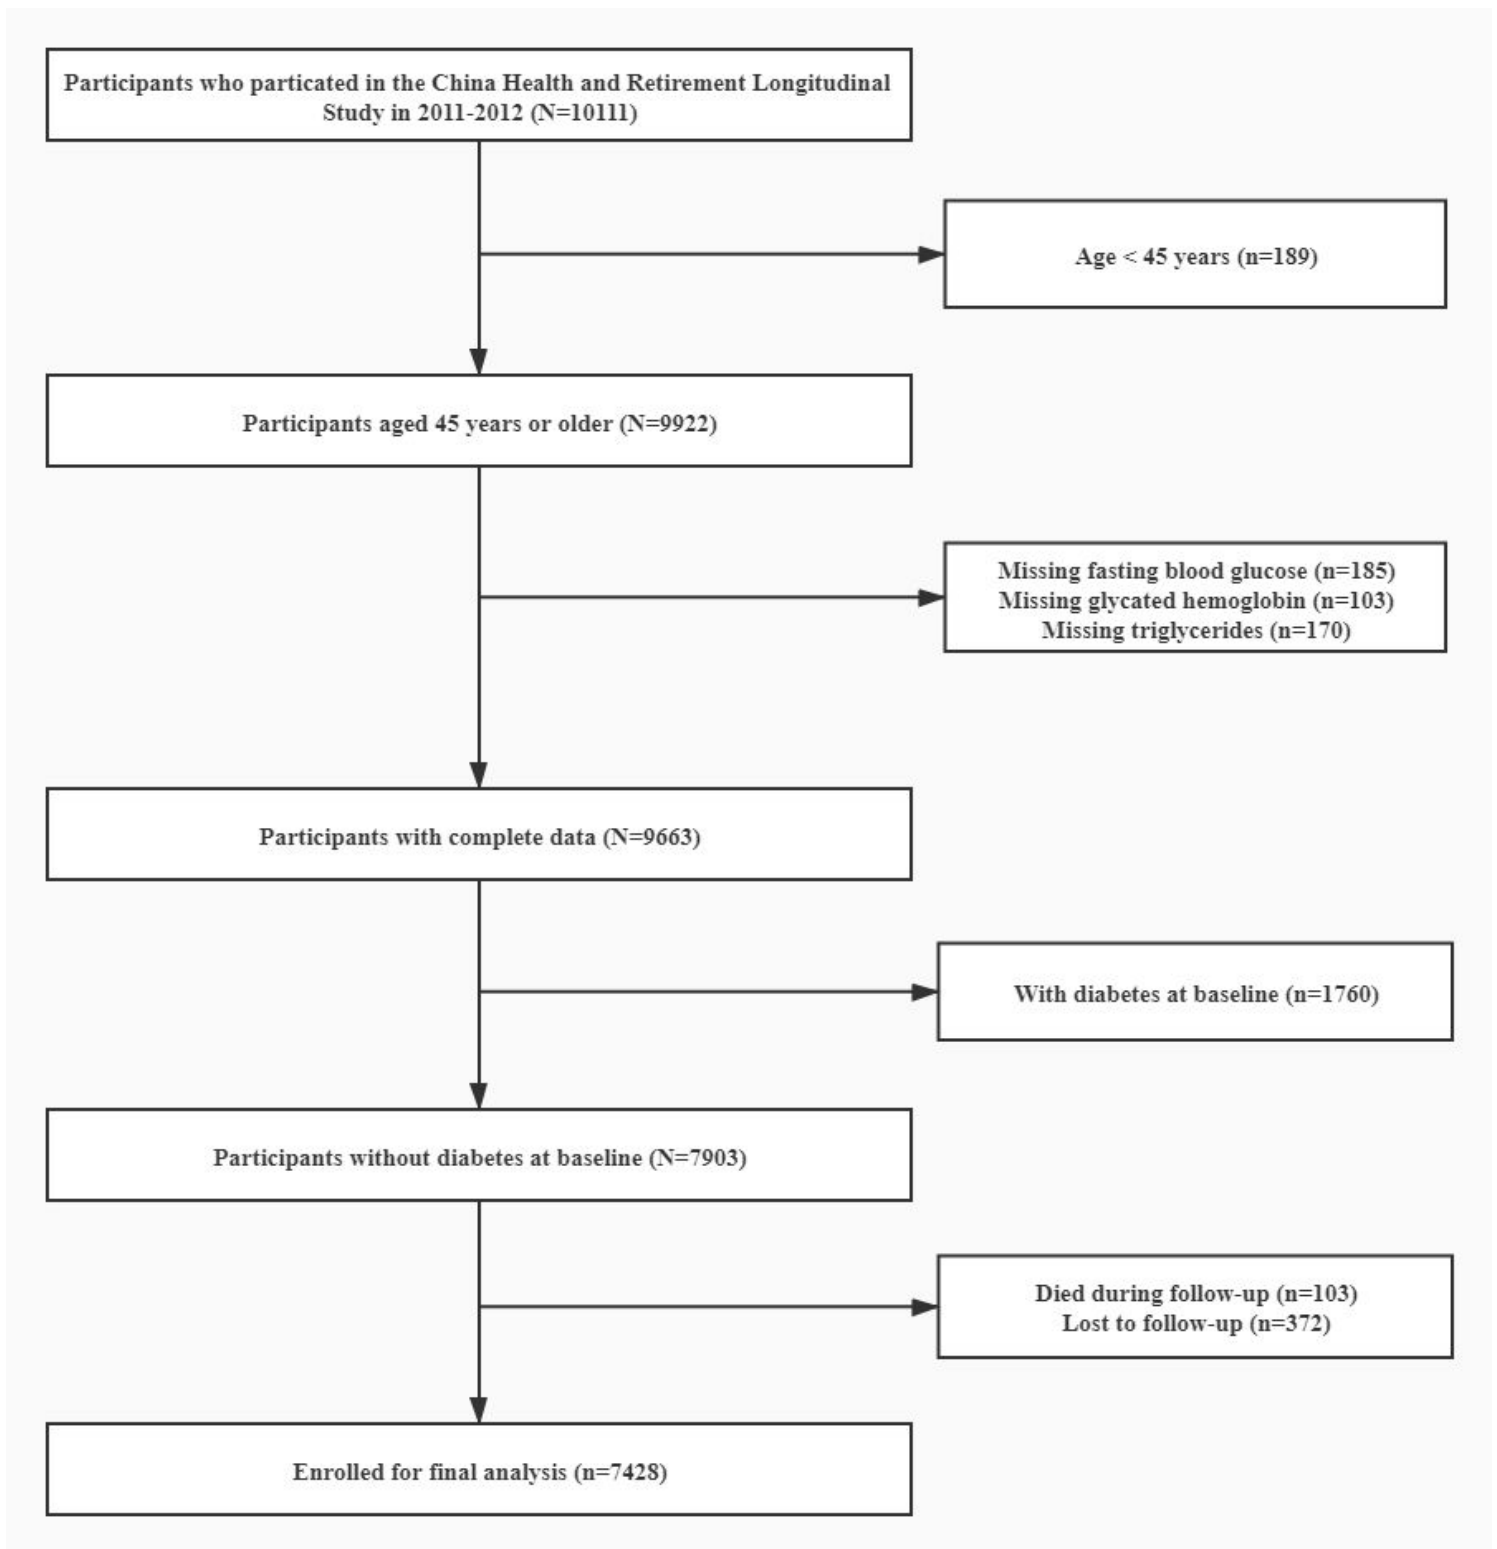 Participants who particated in the China Health and Retirement Longitudinal
Study in 2011-2012 (N=10111)
Age < 45 years (n=189)
Participants aged 45 years or older (N=9922)
Missing fasting blood glucose (n=185)
Missing glycated hemoglobin (n=103)
Missing triglycerides (n=170)
Participants with complete data (N=9663)
With diabetes at baseline (n=1760)
Participants without diabetes at baseline (N=7903)
Died during follow-up (n=103)
Lost to follow-up (n=372)
Enrolled for final analysis (n=7428)